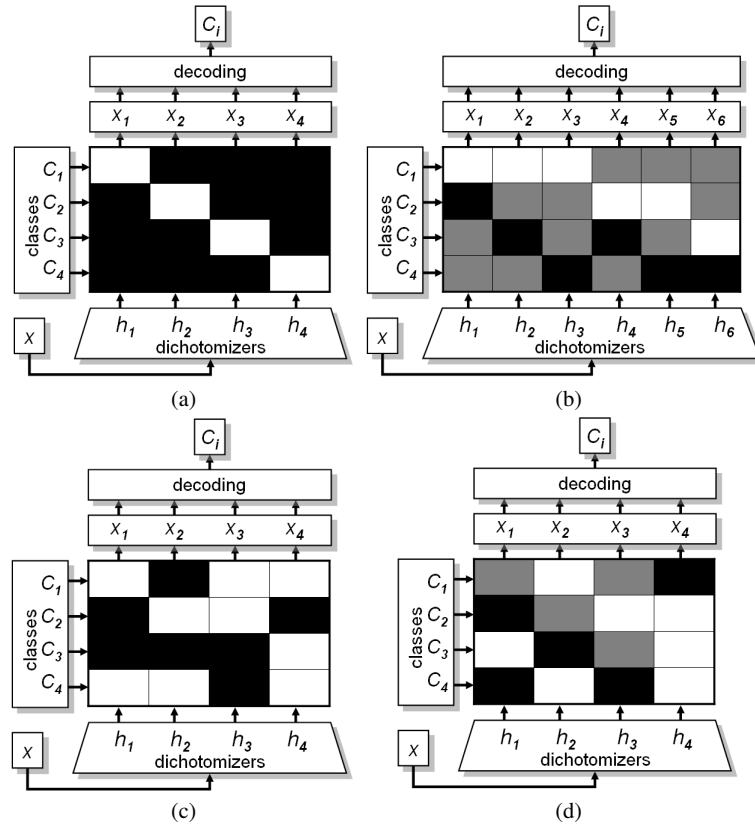 C_i C_i
decoding decoding
x_1 x_2 x_3 x_4 x_1 x_2 x_3 x_4 x_5 x_6
classes C_1 classes C_1
C_2 C_2
C_3 C_3
C_4 C_4
h_1 h_2 h_3 h_4 h_1 h_2 h_3 h_4 h_5 h_6
x dichotomizers x dichotomizers
(a) (b)
C_i C_i
decoding decoding
x_1 x_2 x_3 x_4 x_1 x_2 x_3 x_4
classes C_1 classes C_1
C_2 C_2
C_3 C_3
C_4 C_4
h_1 h_2 h_3 h_4 h_1 h_2 h_3 h_4
x dichotomizers x dichotomizers
(c) (d)